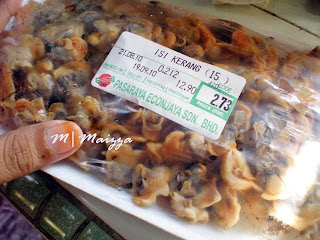 ISI KERANG (15)
21.08.10 0.212
19.09.10 12.90
2.73
PASARAYA ECONJAYA SDN. BHD.
M| Maizza